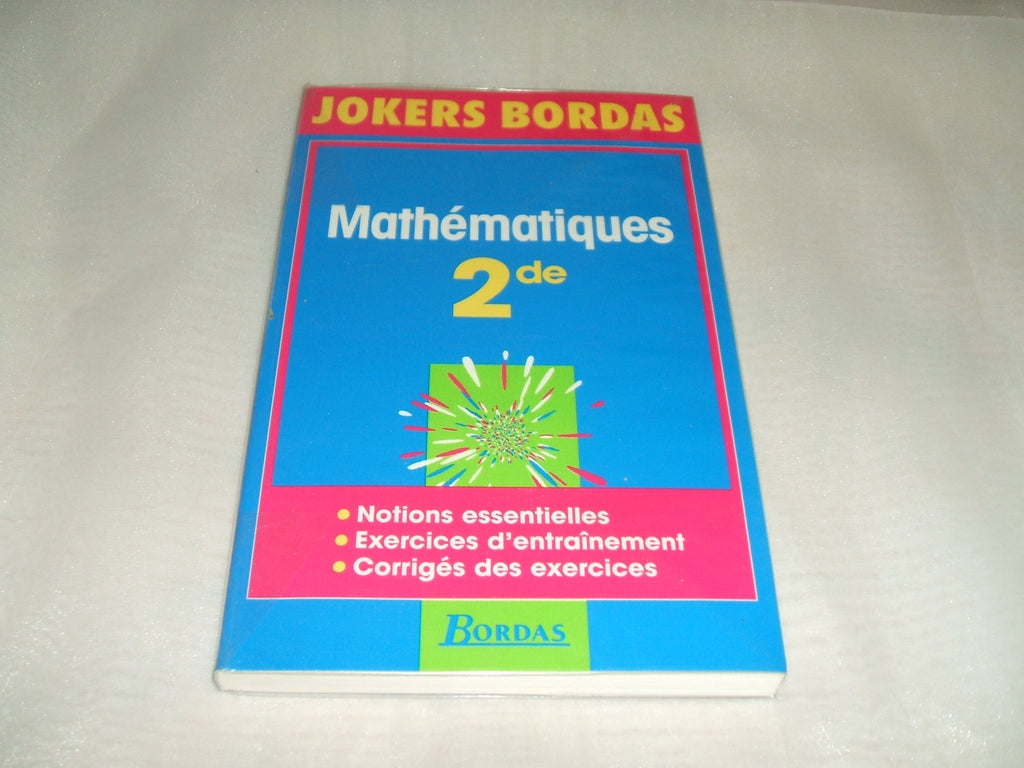 JOKERS BORDAS
Mathématiques
2de
• Notions essentielles
• Exercices d'entraînement
• Corrigés des exercices
BORDAS